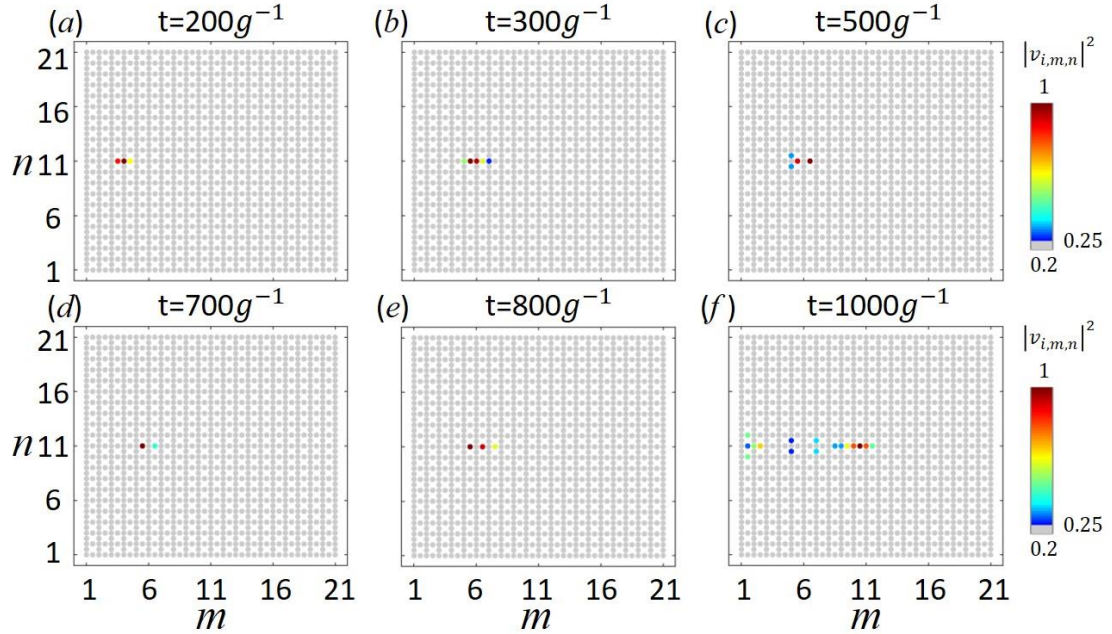 (a) t=200g⁻¹ (b) t=300g⁻¹ (c) t=500g⁻¹
21
16
n 11
6
1
|v_{i,m,n}|²
1
0.25
0.2
(d) t=700g⁻¹ (e) t=800g⁻¹ (f) t=1000g⁻¹
21
16
n 11
6
1
|v_{i,m,n}|²
1
0.25
0.2
1 6 11 16 21 1 6 11 16 21 1 6 11 16 21
m m m